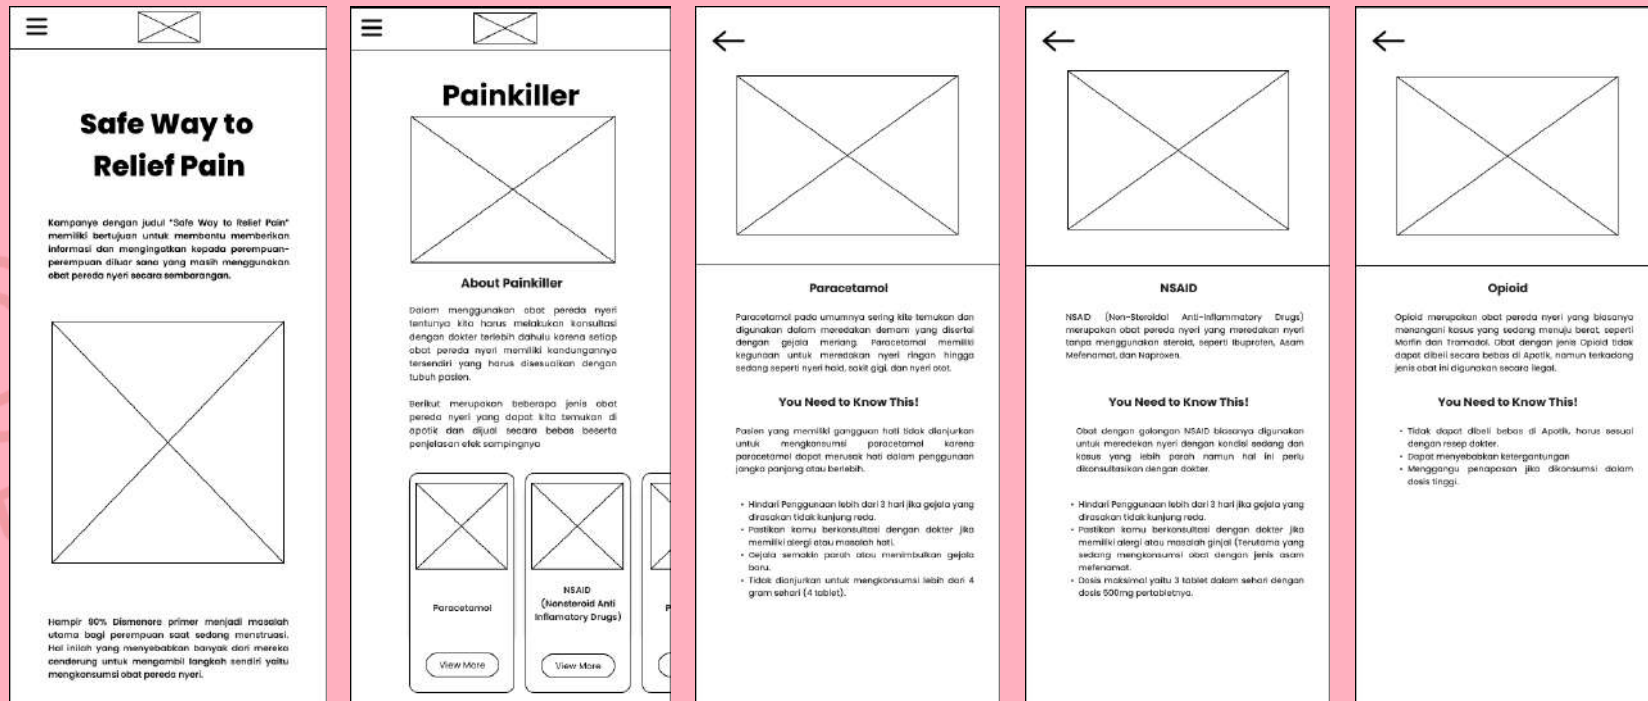 Safe Way to
Relief Pain
Kampanye dengan judul "Safe Way to Relief Pain"
memiliki bertujuan untuk membantu memberikan
informasi dan mengingatkan kepada perempuan-
perempuan diluar sana yang masih menggunakan
obat pereda nyeri secara sembarangan.
Hampir 90% Dismenore primer menjadi masalah
utama bagi perempuan saat sedang menstruasi.
Hal inilah yang menyebabkan banyak dari mereka
cenderung untuk mengambil langkah sendiri yaitu
mengkonsumsi obat pereda nyeri.
Painkiller
About Painkiller
Dalam menggunakan obat pereda nyeri
tentunya kita harus melakukan konsultasi
dengan dokter terlebih dahulu karena setiap
obat pereda nyeri memiliki kandungannya
tersendiri yang harus disesuaikan dengan
tubuh pasien.
Berikut merupakan beberapa jenis obat
pereda nyeri yang dapat kita temukan di
apotik dan dijual secara bebas beserta
penjelasan efek sampingnya
Paracetamol
View More
NSAID
(Nonsteroid Anti
Inflamatory Drugs)
View More
P
Paracetamol
Paracetamol pada umumnya sering kita temukan dan
digunakan dalam meredakan demam yang disertai
dengan gejala meriang. Paracetamol memiliki
kegunaan untuk meredakan nyeri ringan hingga
sedang seperti nyeri haid, sakit gigi, dan nyeri otot.
You Need to Know This!
Pasien yang memiliki gangguan hati tidak dianjurkan
untuk mengkonsumsi paracetamol karena
paracetamol dapat merusak hati dalam penggunaan
jangka panjang atau berlebih.
• Hindari Penggunaan lebih dari 3 hari jika gejala yang
dirasakan tidak kunjung reda.
• Pastikan kamu berkonsultasi dengan dokter jika
memiliki alergi atau masalah hati.
• Gejala semakin parah atau menimbulkan gejala
baru.
• Tidak dianjurkan untuk mengkonsumsi lebih dari 4
gram sehari (4 tablet).
NSAID
NSAID (Non-Steroidal Anti-Inflammatory Drugs)
merupakan obat pereda nyeri yang meredakan nyeri
tanpa menggunakan steroid, seperti Ibuprofen, Asam
Mefenamat, dan Naproxen.
You Need to Know This!
Obat dengan golongan NSAID biasanya digunakan
untuk meredekan nyeri dengan kondisi sedang dan
kasus yang lebih parah namun hal ini perlu
dikonsultasikan dengan dokter.
• Hindari Penggunaan lebih dari 3 hari jika gejala yang
dirasakan tidak kunjung reda.
• Pastikan kamu berkonsultasi dengan dokter jika
memiliki alergi atau masalah ginjal (Terutama yang
sedang mengkonsumsi obat dengan jenis asam
mefenamat.
• Dosis maksimal yaitu 3 tablet dalam sehari dengan
dosis 500mg pertabletnya.
Opioid
Opioid merupakan obat pereda nyeri yang biasanya
menangani kasus yang sedang menuju berat, seperti
Morfin dan Tramadol. Obat dengan jenis Opioid tidak
dapat dibeli secara bebas di Apotik, namun terkadang
jenis obat ini digunakan secara ilegal.
You Need to Know This!
• Tidak dapat dibeli bebas di Apotik, harus sesuai
dengan resep dokter.
• Dapat menyebabkan ketergantungan
• Menggangu penapasan jika dikonsumsi dalam
dosis tinggi.